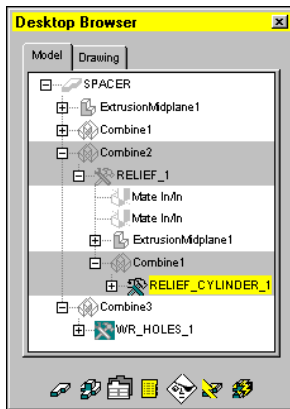 Desktop Browser
Model Drawing
SPACER
ExtrusionMidplane1
Combine1
Combine2
RELIEF_1
Mate In/In
Mate In/In
ExtrusionMidplane1
Combine1
RELIEF_CYLINDER_1
Combine3
WR_HOLES_1